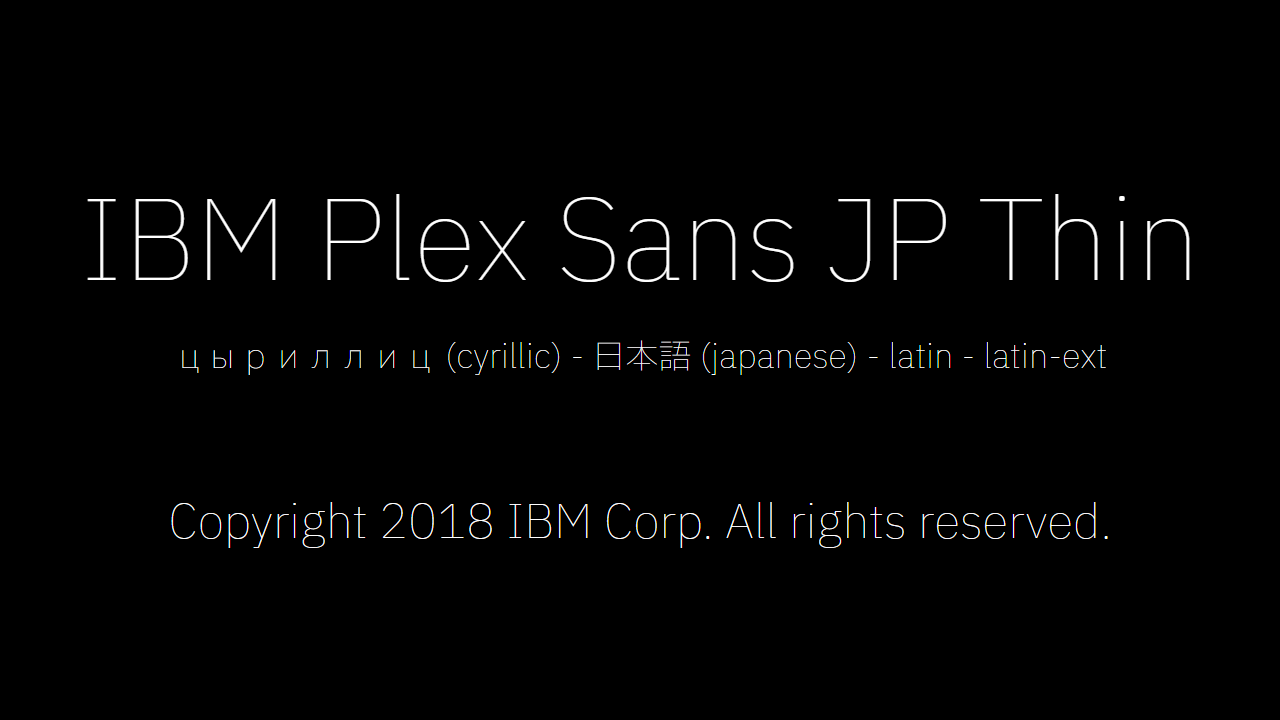 IBM Plex Sans JP Thin
цыриллиц (cyrillic) - 日本語 (japanese) - latin - latin-ext
Copyright 2018 IBM Corp. All rights reserved.